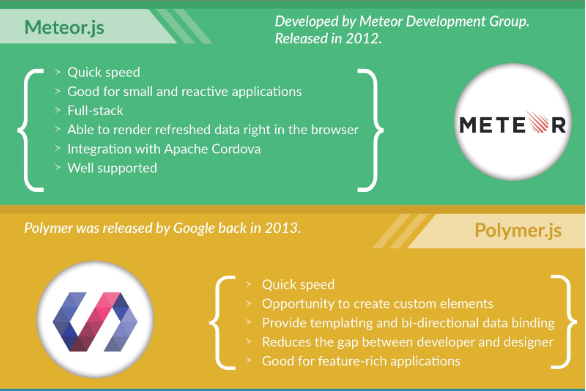 Meteor.js
Developed by Meteor Development Group.
Released in 2012.
Quick speed
Good for small and reactive applications
Full-stack
Able to render refreshed data right in the browser
Integration with Apache Cordova
Well supported
METEOR
Polymer was released by Google back in 2013.
Polymer.js
Quick speed
Opportunity to create custom elements
Provide templating and bi-directional data binding
Reduces the gap between developer and designer
Good for feature-rich applications